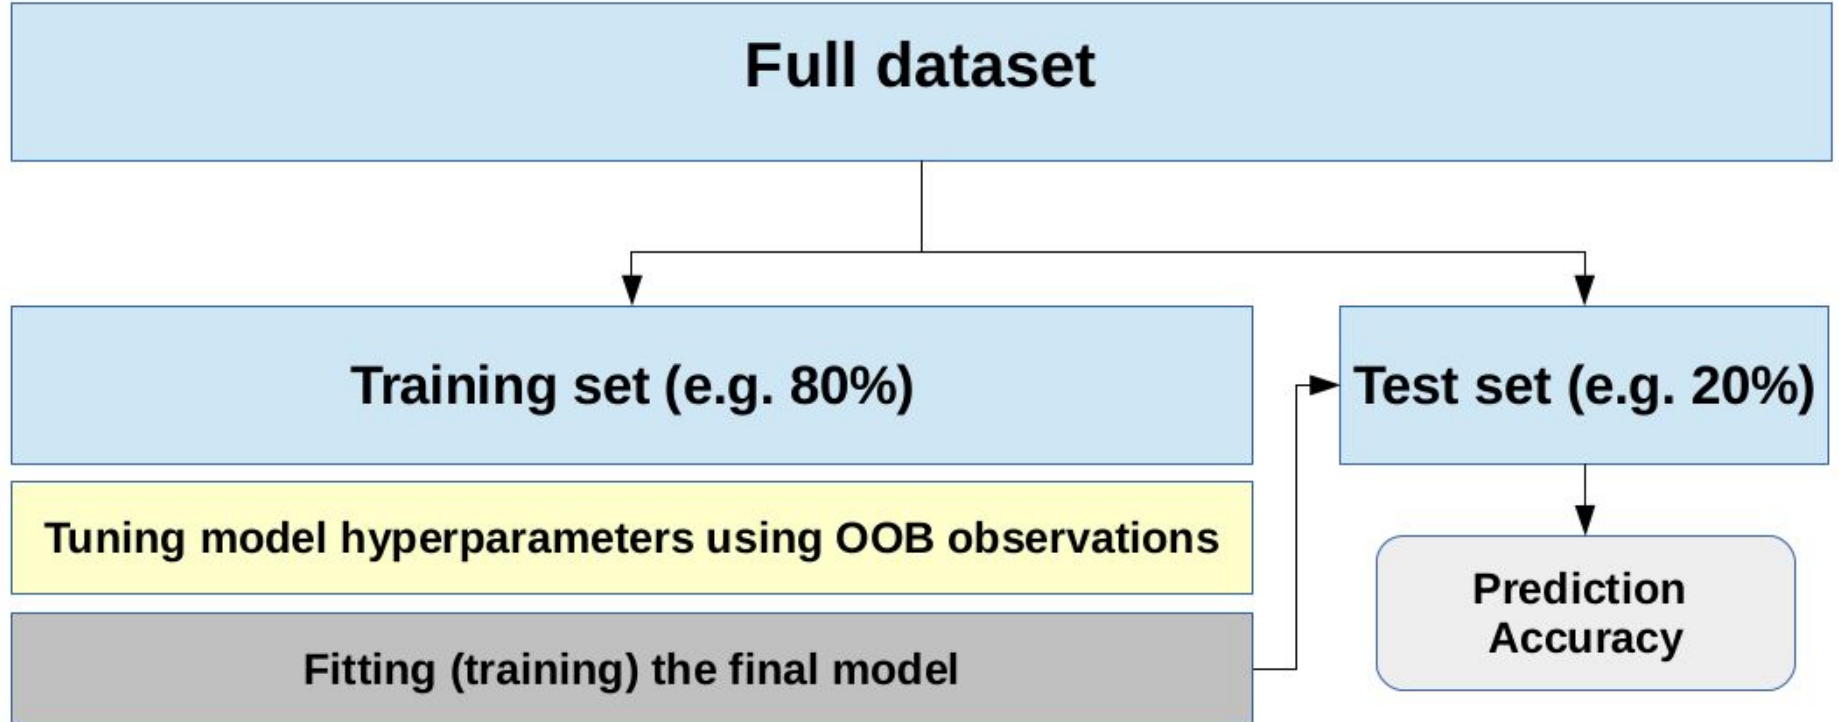 Full dataset
Training set (e.g. 80%)
Test set (e.g. 20%)
Tuning model hyperparameters using OOB observations
Fitting (training) the final model
Prediction
Accuracy